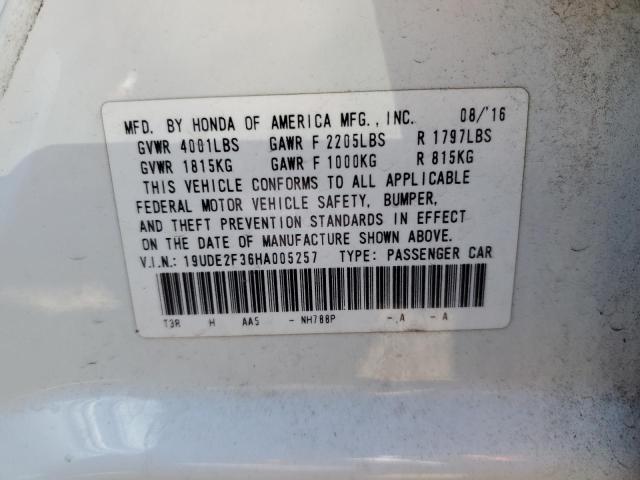 MFD. BY HONDA OF AMERICA MFG., INC. 08/'16
GVWR 4001LBS GAWR F 2205LBS R 1797LBS
GVWR 1815KG GAWR F 1000KG R 815KG
THIS VEHICLE CONFORMS TO ALL APPLICABLE
FEDERAL MOTOR VEHICLE SAFETY, BUMPER,
AND THEFT PREVENTION STANDARDS IN EFFECT
ON THE DATE OF MANUFACTURE SHOWN ABOVE.
V.I.N.: 19UDE2F36HA005257 TYPE: PASSENGER CAR
T3R H AA5 - NH788P - A - A